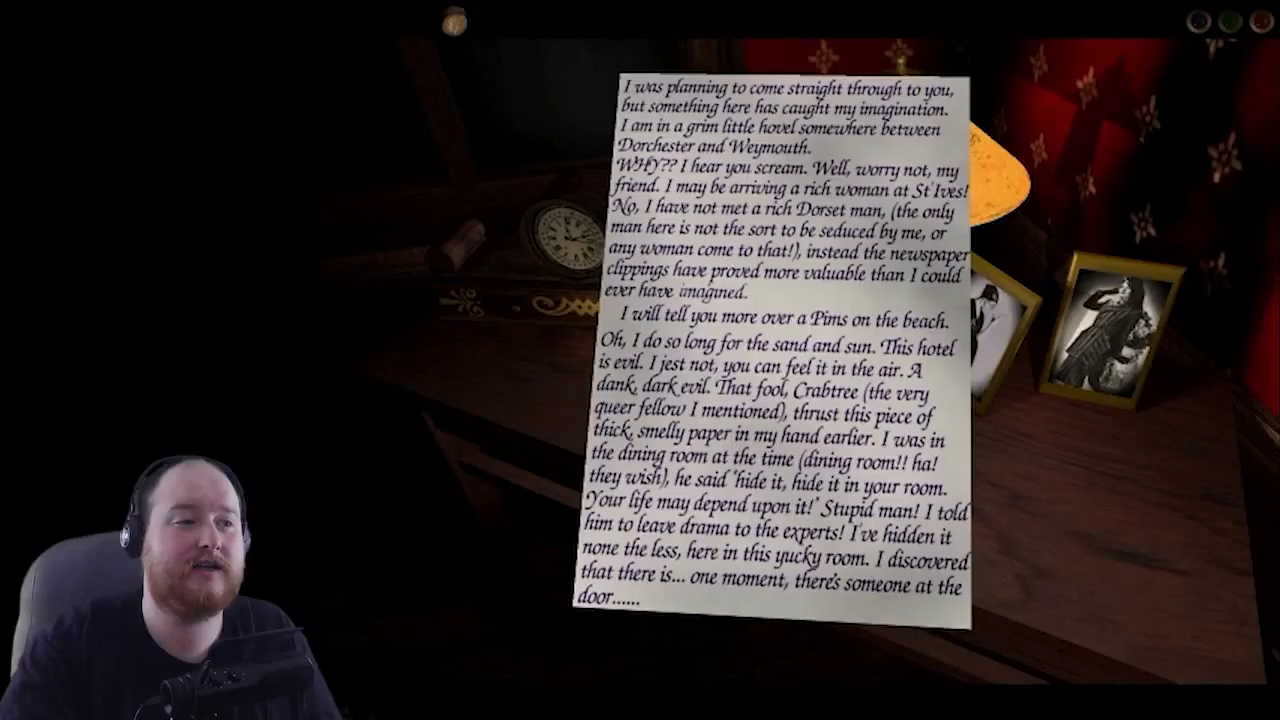 I was planning to come straight through to you,
but something here has caught my imagination.
I am in a grim little hovel somewhere between
Dorchester and Weymouth.
WHY?? I hear you scream. Well, worry not, my
friend. I may be arriving a rich woman at St Ives!
No, I have not met a rich Dorset man, (the only
man here is not the sort to be seduced by me, or
any woman come to that!), instead the newspaper
clippings have proved more valuable than I could
ever have imagined.
I will tell you more over a Pims on the beach.
Oh, I do so long for the sand and sun. This hotel
is evil. I jest not, you can feel it in the air. A
dank, dark evil. That fool, Crabtree (the very
queer fellow I mentioned), thrust this piece of
thick, smelly paper in my hand earlier. I was in
the dining room at the time (dining room!! ha!
they wish), he said 'hide it, hide it in your room.
Your life may depend upon it!' Stupid man! I told
him to leave drama to the experts! I've hidden it
none the less, here in this yucky room. I discovered
that there is... one moment, there's someone at the
door......